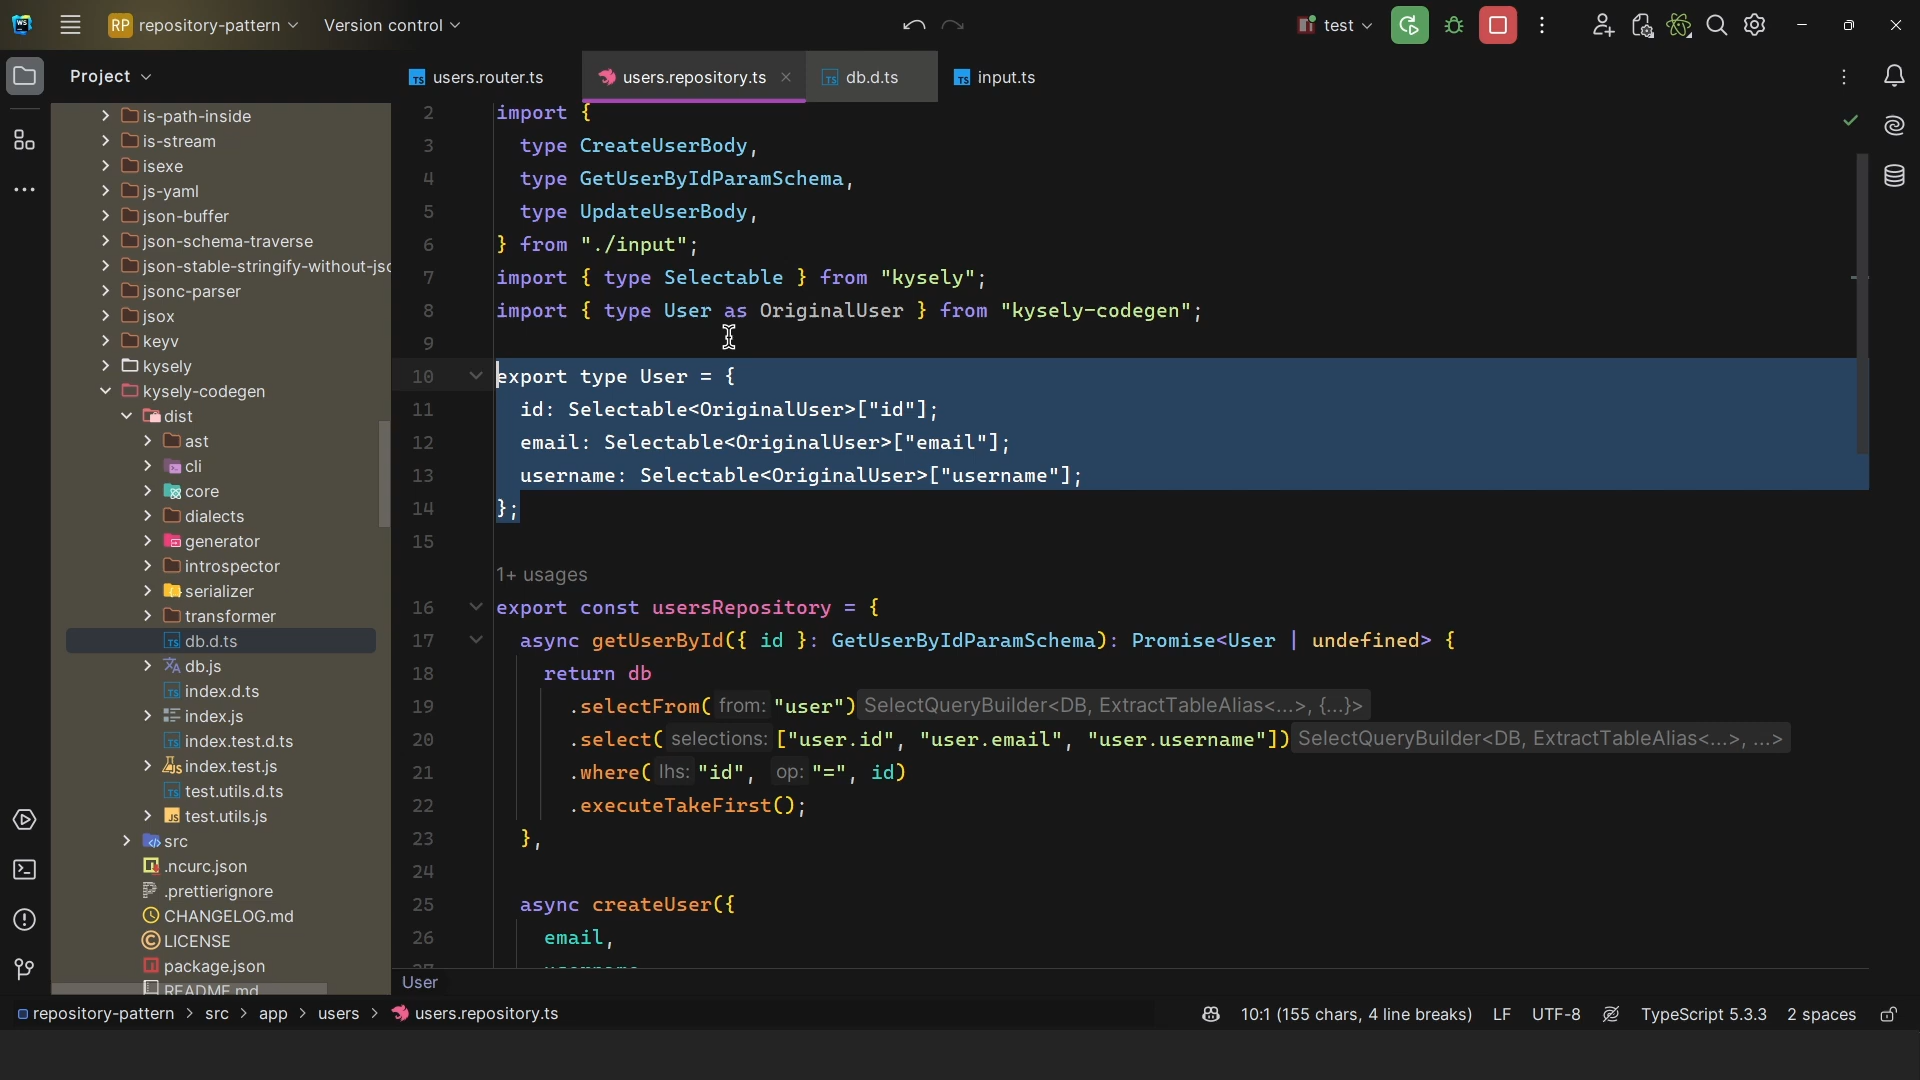 WS
RP repository-pattern
Version control
test
Project
users.router.ts
users.repository.ts
db.d.ts
input.ts
is-path-inside
is-stream
isexe
js-yaml
json-buffer
json-schema-traverse
json-stable-stringify-without-jso
jsonc-parser
jsox
keyv
kysely
kysely-codegen
dist
ast
cli
core
dialects
generator
introspector
serializer
transformer
db.d.ts
db.js
index.d.ts
index.js
index.test.d.ts
index.test.js
test.utils.d.ts
test.utils.js
src
.ncurc.json
.prettierignore
CHANGELOG.md
LICENSE
package.json
README.md
2 import {
3 type CreateUserBody,
4 type GetUserByIdParamSchema,
5 type UpdateUserBody,
6 } from "./input";
7 import { type Selectable } from "kysely";
8 import { type User as OriginalUser } from "kysely-codegen";
9
10 export type User = {
11 id: Selectable<OriginalUser>["id"];
12 email: Selectable<OriginalUser>["email"];
13 username: Selectable<OriginalUser>["username"];
14 };
15
1+ usages
16 export const usersRepository = {
17 async getUserById({ id }: GetUserByIdParamSchema): Promise<User | undefined> {
18 return db
19 .selectFrom( from: "user") SelectQueryBuilder<DB, ExtractTableAlias<...>, {...}>
20 .select( selections: ["user.id", "user.email", "user.username"]) SelectQueryBuilder<DB, ExtractTableAlias<...>, ...>
21 .where( lhs: "id", op: "=", id)
22 .executeTakeFirst();
23 },
24
25 async createUser({
26 email,
User
repository-pattern > src > app > users > users.repository.ts
10:1 (155 chars, 4 line breaks) LF UTF-8 TypeScript 5.3.3 2 spaces